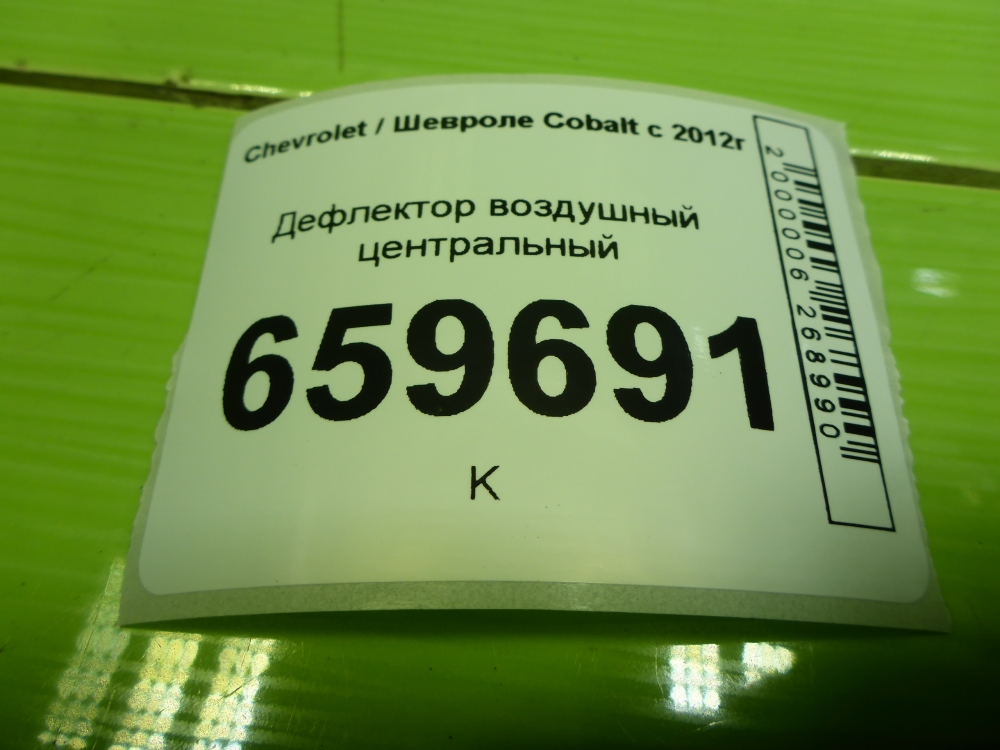 Chevrolet / Шевроле Cobalt с 2012г
Дефлектор воздушный
центральный
659691
К
2000006268990